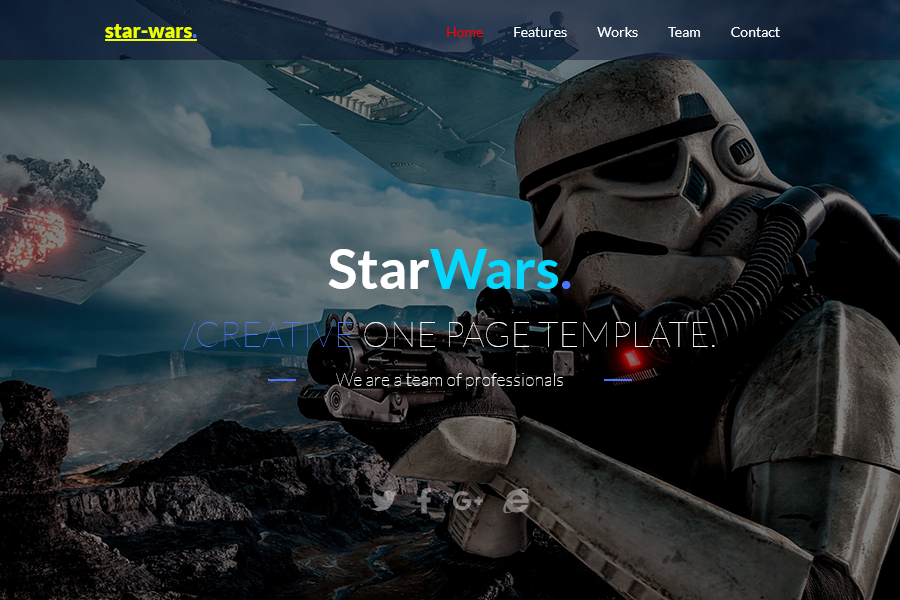 star-wars.
Home Features Works Team Contact
StarWars.
/CREATIVE ONE PAGE TEMPLATE.
We are a team of professionals